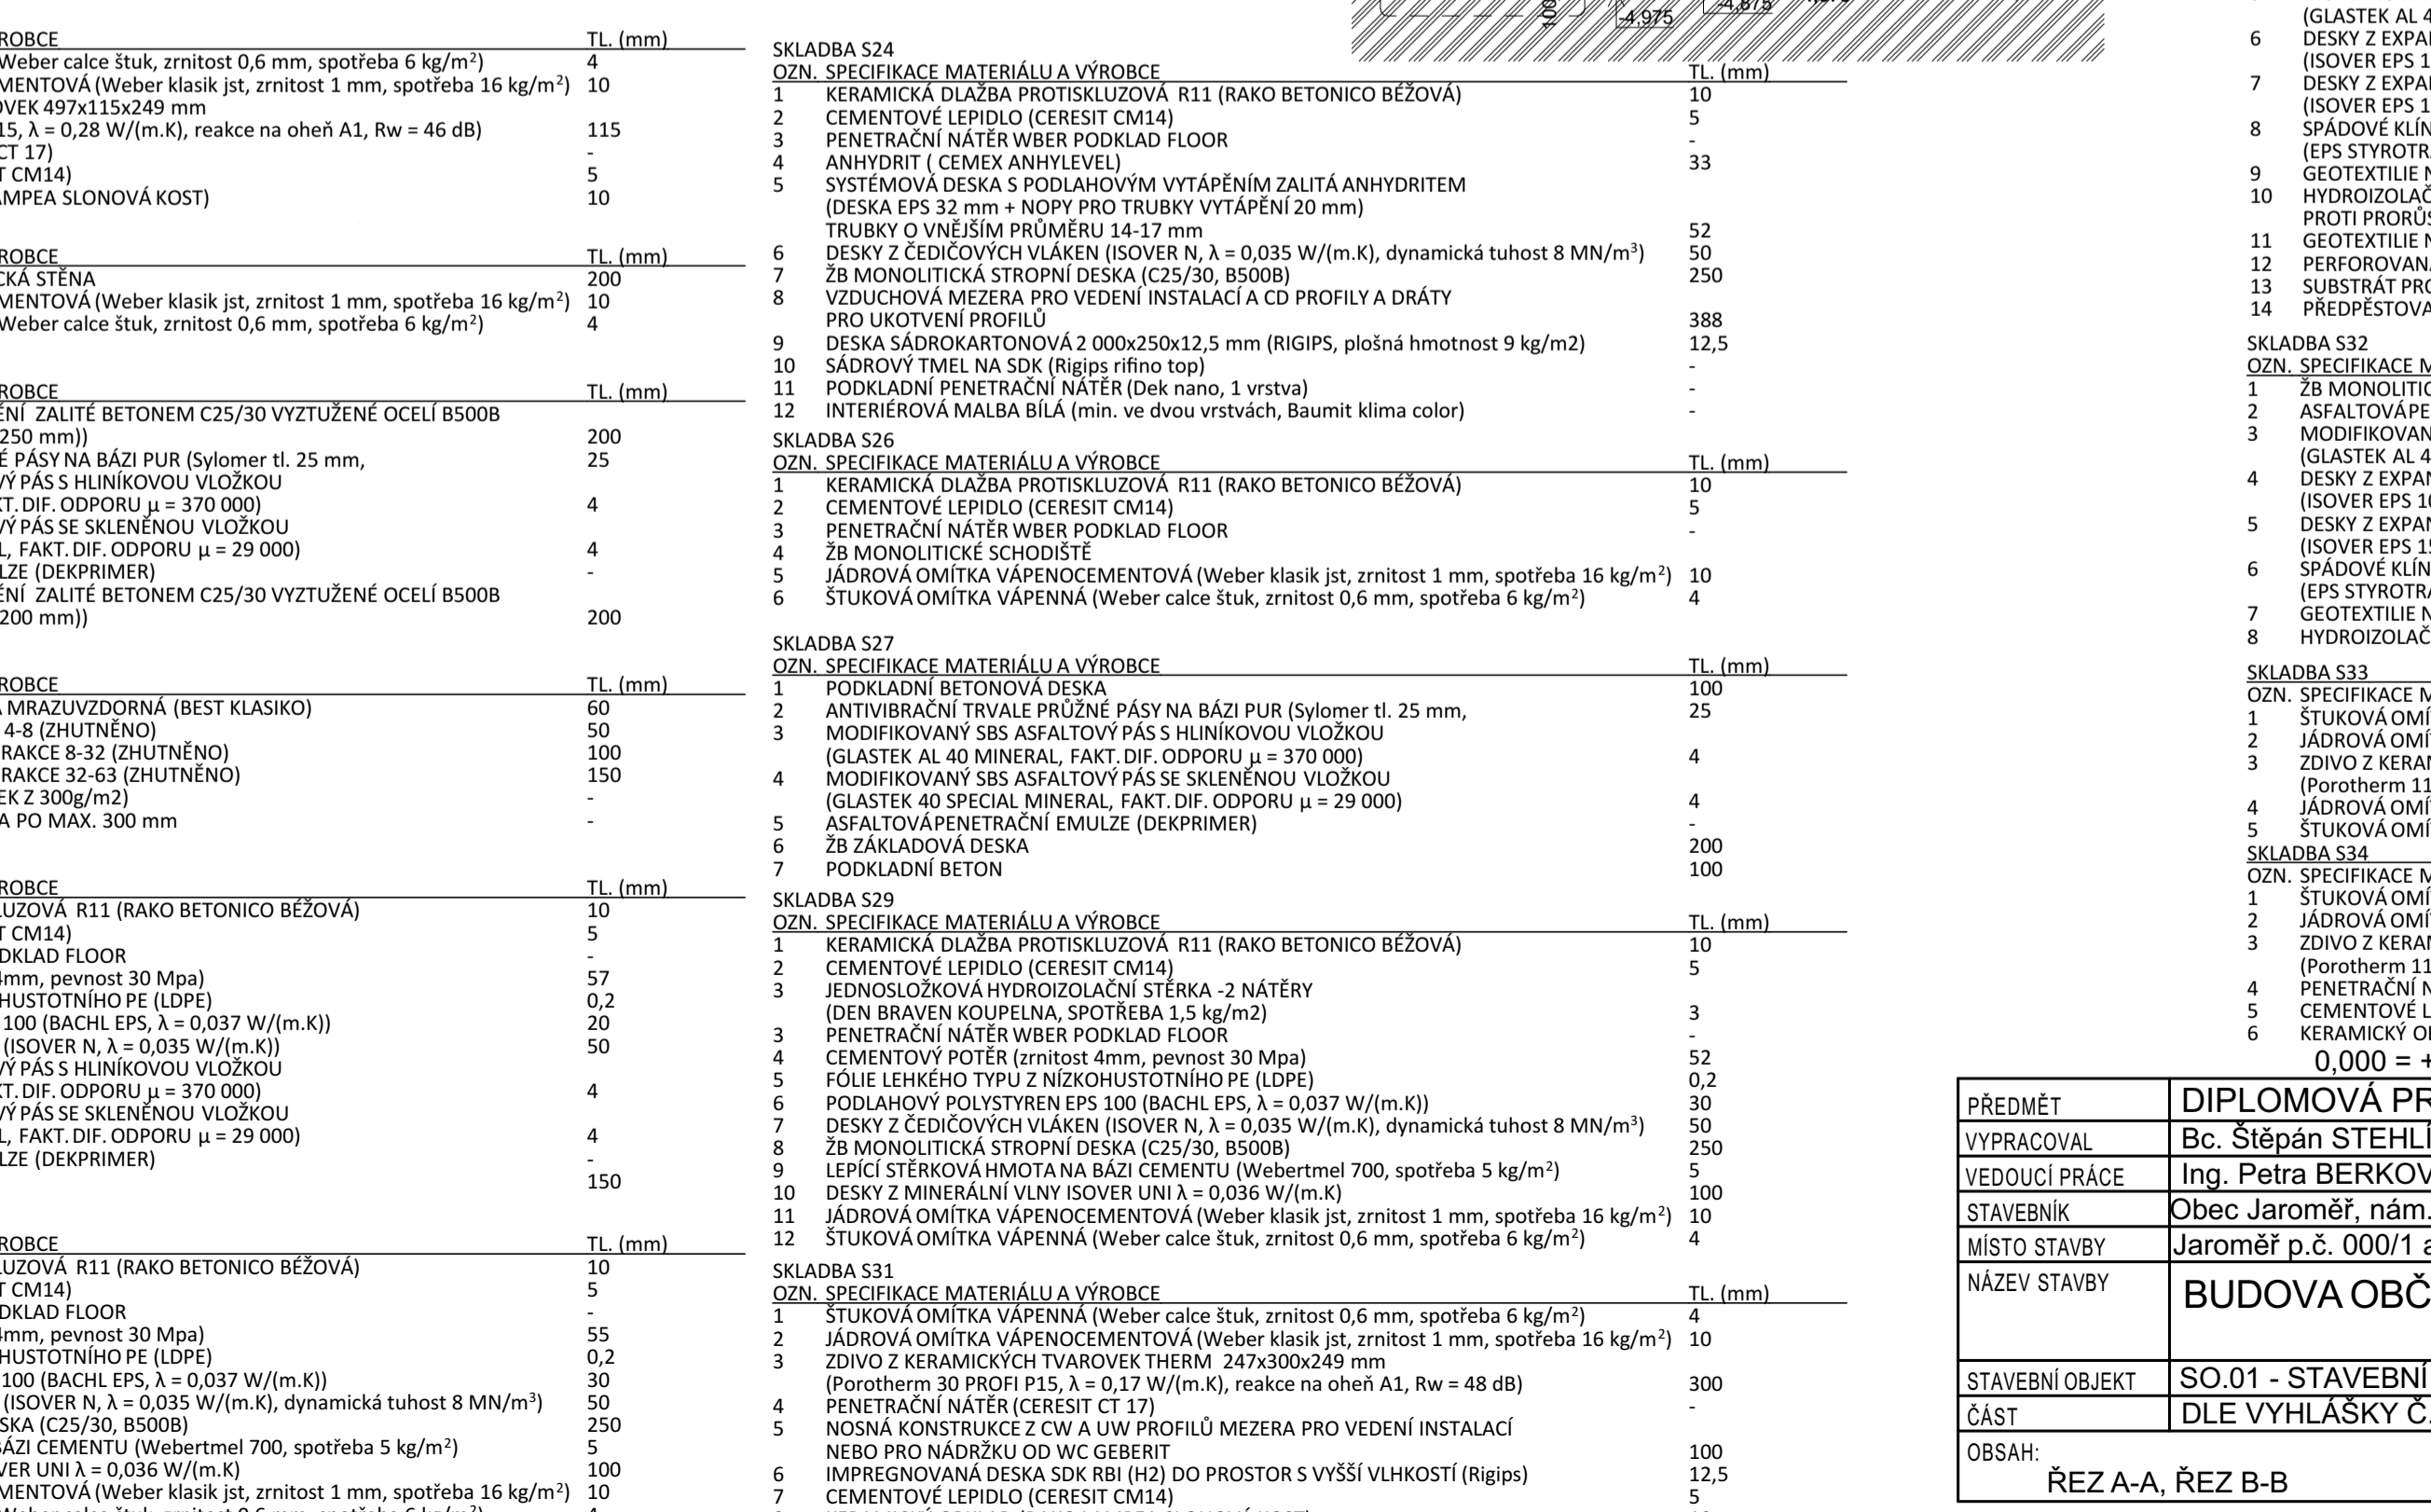 ROBCE TL. (mm)
Weber calce štuk, zrnitost 0,6 mm, spotřeba 6 kg/m²) 4
MENTOVÁ (Weber klasik jst, zrnitost 1 mm, spotřeba 16 kg/m²) 10
OVEK 497x115x249 mm
15, λ = 0,28 W/(m.K), reakce na oheň A1, Rw = 46 dB) 115
CT 17) -
T CM14) 5
AMPEA SLONOVÁ KOST) 10
ROBCE TL. (mm)
CKÁ STĚNA 200
MENTOVÁ (Weber klasik jst, zrnitost 1 mm, spotřeba 16 kg/m²) 10
Weber calce štuk, zrnitost 0,6 mm, spotřeba 6 kg/m²) 4
ROBCE TL. (mm)
ĚNÍ ZALITÉ BETONEM C25/30 VYZTUŽENÉ OCELÍ B500B
250 mm)) 200
É PÁSY NA BÁZI PUR (Sylomer tl. 25 mm, 25
VÝ PÁS S HLINÍKOVOU VLOŽKOU
KT. DIF. ODPORU μ = 370 000) 4
VÝ PÁS SE SKLENĚNOU VLOŽKOU
L, FAKT. DIF. ODPORU μ = 29 000) 4
LZE (DEKPRIMER) -
ĚNÍ ZALITÉ BETONEM C25/30 VYZTUŽENÉ OCELÍ B500B
200 mm)) 200
ROBCE TL. (mm)
A MRAZUVZDORNÁ (BEST KLASIKO) 60
4-8 (ZHUTNĚNO) 50
RAKCE 8-32 (ZHUTNĚNO) 100
RAKCE 32-63 (ZHUTNĚNO) 150
EK Z 300g/m2) -
A PO MAX. 300 mm -
ROBCE TL. (mm)
LUZOVÁ R11 (RAKO BETONICO BÉŽOVÁ) 10
T CM14) 5
DKLAD FLOOR -
4mm, pevnost 30 Mpa) 57
HUSTOTNÍHO PE (LDPE) 0,2
100 (BACHL EPS, λ = 0,037 W/(m.K)) 20
(ISOVER N, λ = 0,035 W/(m.K)) 50
VÝ PÁS S HLINÍKOVOU VLOŽKOU
KT. DIF. ODPORU μ = 370 000) 4
VÝ PÁS SE SKLENĚNOU VLOŽKOU
L, FAKT. DIF. ODPORU μ = 29 000) 4
LZE (DEKPRIMER) -
150
ROBCE TL. (mm)
LUZOVÁ R11 (RAKO BETONICO BÉŽOVÁ) 10
T CM14) 5
DKLAD FLOOR -
4mm, pevnost 30 Mpa) 55
HUSTOTNÍHO PE (LDPE) 0,2
100 (BACHL EPS, λ = 0,037 W/(m.K)) 30
(ISOVER N, λ = 0,035 W/(m.K), dynamická tuhost 8 MN/m³) 50
SKA (C25/30, B500B) 250
BÁZI CEMENTU (Webertmel 700, spotřeba 5 kg/m²) 5
VER UNI λ = 0,036 W/(m.K) 100
MENTOVÁ (Weber klasik jst, zrnitost 1 mm, spotřeba 16 kg/m²) 10
100
-4,975
-4,875
SKLADBA S24
OZN. SPECIFIKACE MATERIÁLU A VÝROBCE TL. (mm)
1 KERAMICKÁ DLAŽBA PROTISKLUZOVÁ R11 (RAKO BETONICO BÉŽOVÁ) 10
2 CEMENTOVÉ LEPIDLO (CERESIT CM14) 5
3 PENETRAČNÍ NÁTĚR WBER PODKLAD FLOOR -
4 ANHYDRIT ( CEMEX ANHYLEVEL) 33
5 SYSTÉMOVÁ DESKA S PODLAHOVÝM VYTÁPĚNÍM ZALITÁ ANHYDRITEM
(DESKA EPS 32 mm + NOPY PRO TRUBKY VYTÁPĚNÍ 20 mm)
TRUBKY O VNĚJŠÍM PRŮMĚRU 14-17 mm 52
6 DESKY Z ČEDIČOVÝCH VLÁKEN (ISOVER N, λ = 0,035 W/(m.K), dynamická tuhost 8 MN/m³) 50
7 ŽB MONOLITICKÁ STROPNÍ DESKA (C25/30, B500B) 250
8 VZDUCHOVÁ MEZERA PRO VEDENÍ INSTALACÍ A CD PROFILY A DRÁTY
PRO UKOTVENÍ PROFILŮ 388
9 DESKA SÁDROKARTONOVÁ 2 000x250x12,5 mm (RIGIPS, plošná hmotnost 9 kg/m2) 12,5
10 SÁDROVÝ TMEL NA SDK (Rigips rifino top) -
11 PODKLADNÍ PENETRAČNÍ NÁTĚR (Dek nano, 1 vrstva) -
12 INTERIÉROVÁ MALBA BÍLÁ (min. ve dvou vrstvách, Baumit klima color) -
SKLADBA S26
OZN. SPECIFIKACE MATERIÁLU A VÝROBCE TL. (mm)
1 KERAMICKÁ DLAŽBA PROTISKLUZOVÁ R11 (RAKO BETONICO BÉŽOVÁ) 10
2 CEMENTOVÉ LEPIDLO (CERESIT CM14) 5
3 PENETRAČNÍ NÁTĚR WBER PODKLAD FLOOR -
4 ŽB MONOLITICKÉ SCHODIŠTĚ
5 JÁDROVÁ OMÍTKA VÁPENOCEMENTOVÁ (Weber klasik jst, zrnitost 1 mm, spotřeba 16 kg/m²) 10
6 ŠTUKOVÁ OMÍTKA VÁPENNÁ (Weber calce štuk, zrnitost 0,6 mm, spotřeba 6 kg/m²) 4
SKLADBA S27
OZN. SPECIFIKACE MATERIÁLU A VÝROBCE TL. (mm)
1 PODKLADNÍ BETONOVÁ DESKA 100
2 ANTIVIBRAČNÍ TRVALE PRŮŽNÉ PÁSY NA BÁZI PUR (Sylomer tl. 25 mm, 25
3 MODIFIKOVANÝ SBS ASFALTOVÝ PÁS S HLINÍKOVOU VLOŽKOU
(GLASTEK AL 40 MINERAL, FAKT. DIF. ODPORU μ = 370 000) 4
4 MODIFIKOVANÝ SBS ASFALTOVÝ PÁS SE SKLENĚNOU VLOŽKOU
(GLASTEK 40 SPECIAL MINERAL, FAKT. DIF. ODPORU μ = 29 000) 4
5 ASFALTOVÁPENETRAČNÍ EMULZE (DEKPRIMER) -
6 ŽB ZÁKLADOVÁ DESKA 200
7 PODKLADNÍ BETON 100
SKLADBA S29
OZN. SPECIFIKACE MATERIÁLU A VÝROBCE TL. (mm)
1 KERAMICKÁ DLAŽBA PROTISKLUZOVÁ R11 (RAKO BETONICO BÉŽOVÁ) 10
2 CEMENTOVÉ LEPIDLO (CERESIT CM14) 5
3 JEDNOSLOŽKOVÁ HYDROIZOLAČNÍ STĚRKA -2 NÁTĚRY
(DEN BRAVEN KOUPELNA, SPOTŘEBA 1,5 kg/m2) 3
3 PENETRAČNÍ NÁTĚR WBER PODKLAD FLOOR -
4 CEMENTOVÝ POTĚR (zrnitost 4mm, pevnost 30 Mpa) 52
5 FÓLIE LEHKÉHO TYPU Z NÍZKOHUSTOTNÍHO PE (LDPE) 0,2
6 PODLAHOVÝ POLYSTYREN EPS 100 (BACHL EPS, λ = 0,037 W/(m.K)) 30
7 DESKY Z ČEDIČOVÝCH VLÁKEN (ISOVER N, λ = 0,035 W/(m.K), dynamická tuhost 8 MN/m³) 50
8 ŽB MONOLITICKÁ STROPNÍ DESKA (C25/30, B500B) 250
9 LEPÍCÍ STĚRKOVÁ HMOTA NA BÁZI CEMENTU (Webertmel 700, spotřeba 5 kg/m²) 5
10 DESKY Z MINERÁLNÍ VLNY ISOVER UNI λ = 0,036 W/(m.K) 100
11 JÁDROVÁ OMÍTKA VÁPENOCEMENTOVÁ (Weber klasik jst, zrnitost 1 mm, spotřeba 16 kg/m²) 10
12 ŠTUKOVÁ OMÍTKA VÁPENNÁ (Weber calce štuk, zrnitost 0,6 mm, spotřeba 6 kg/m²) 4
SKLADBA S31
OZN. SPECIFIKACE MATERIÁLU A VÝROBCE TL. (mm)
1 ŠTUKOVÁ OMÍTKA VÁPENNÁ (Weber calce štuk, zrnitost 0,6 mm, spotřeba 6 kg/m²) 4
2 JÁDROVÁ OMÍTKA VÁPENOCEMENTOVÁ (Weber klasik jst, zrnitost 1 mm, spotřeba 16 kg/m²) 10
3 ZDIVO Z KERAMICKÝCH TVAROVEK THERM 247x300x249 mm
(Porotherm 30 PROFI P15, λ = 0,17 W/(m.K), reakce na oheň A1, Rw = 48 dB) 300
4 PENETRAČNÍ NÁTĚR (CERESIT CT 17) -
5 NOSNÁ KONSTRUKCE Z CW A UW PROFILŮ MEZERA PRO VEDENÍ INSTALACÍ
NEBO PRO NÁDRŽKU OD WC GEBERIT 100
6 IMPREGNOVANÁ DESKA SDK RBI (H2) DO PROSTOR S VYŠŠÍ VLHKOSTÍ (Rigips) 12,5
7 CEMENTOVÉ LEPIDLO (CERESIT CM14) 5
(GLASTEK AL 4
6 DESKY Z EXPAN
(ISOVER EPS 1
7 DESKY Z EXPAN
(ISOVER EPS 1
8 SPÁDOVÉ KLÍN
(EPS STYROTRA
9 GEOTEXTILIE N
10 HYDROIZOLAČ
PROTI PRORŮS
11 GEOTEXTILIE N
12 PERFOROVANÁ
13 SUBSTRÁT PRO
14 PŘEDPĚSTOVA
SKLADBA S32
OZN. SPECIFIKACE M
1 ŽB MONOLITIC
2 ASFALTOVÁPE
3 MODIFIKOVAN
(GLASTEK AL 4
4 DESKY Z EXPAN
(ISOVER EPS 10
5 DESKY Z EXPAN
(ISOVER EPS 15
6 SPÁDOVÉ KLÍN
(EPS STYROTRA
7 GEOTEXTILIE N
8 HYDROIZOLAČ
SKLADBA S33
OZN. SPECIFIKACE M
1 ŠTUKOVÁ OMÍ
2 JÁDROVÁ OMÍ
3 ZDIVO Z KERAM
(Porotherm 11
4 JÁDROVÁ OMÍ
5 ŠTUKOVÁ OMÍ
SKLADBA S34
OZN. SPECIFIKACE M
1 ŠTUKOVÁ OMÍ
2 JÁDROVÁ OMÍ
3 ZDIVO Z KERAM
(Porotherm 11
4 PENETRAČNÍ N
5 CEMENTOVÉ L
6 KERAMICKÝ O
0,000 = +
PŘEDMĚT DIPLOMOVÁ PR
VYPRACOVAL Bc. Štěpán STEHLÍ
VEDOUCÍ PRÁCE Ing. Petra BERKOV
STAVEBNÍK Obec Jaroměř, nám.
MÍSTO STAVBY Jaroměř p.č. 000/1 a
NÁZEV STAVBY BUDOVA OBČ
STAVEBNÍ OBJEKT SO.01 - STAVEBNÍ
ČÁST DLE VYHLÁŠKY Č.
OBSAH:
ŘEZ A-A, ŘEZ B-B